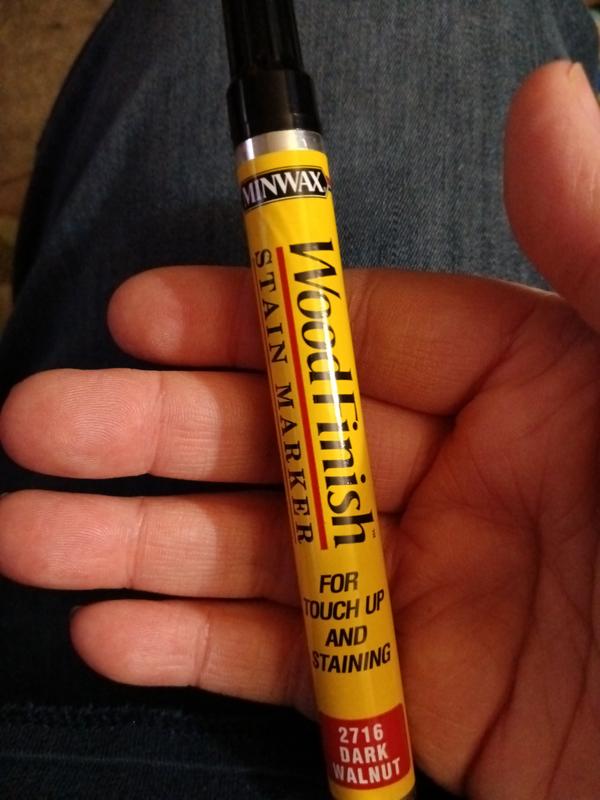 MINWAX
WoodFinish
STAIN MARKER
FOR
TOUCH UP
AND
STAINING
2716
DARK
WALNUT